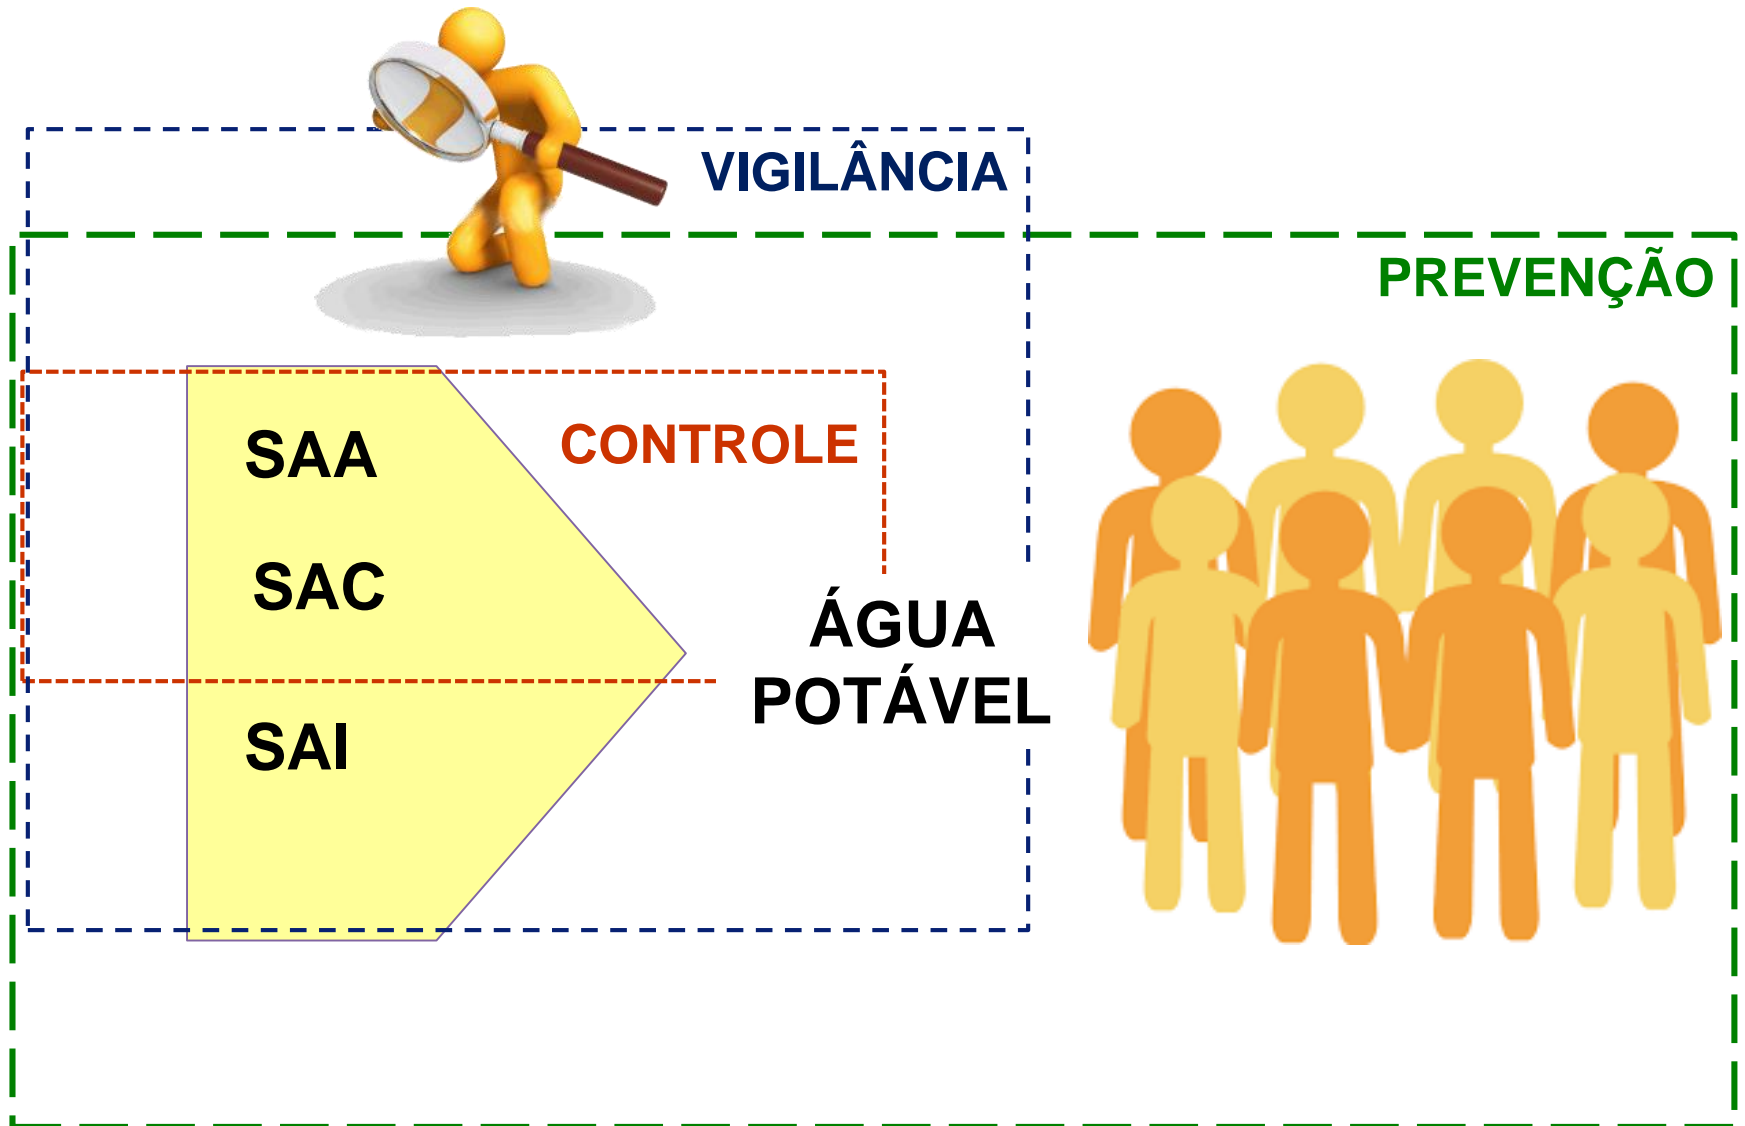 VIGILÂNCIA
PREVENÇÃO
CONTROLE
SAA
SAC
ÁGUA
POTÁVEL
SAI